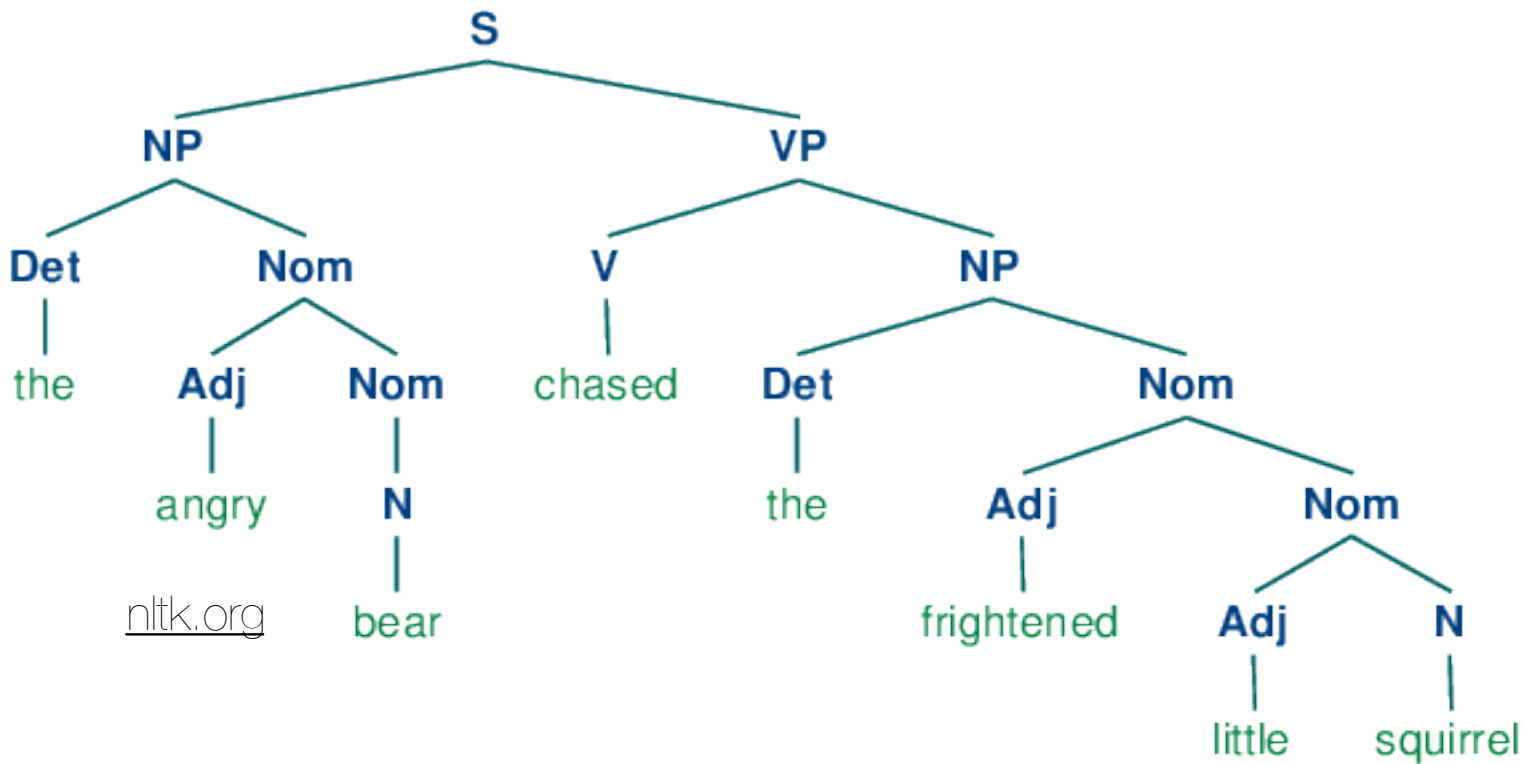 S
NP VP
Det Nom V NP
the Adj Nom chased Det Nom
angry N the Adj Nom
nltk.org bear frightened Adj N
little squirrel